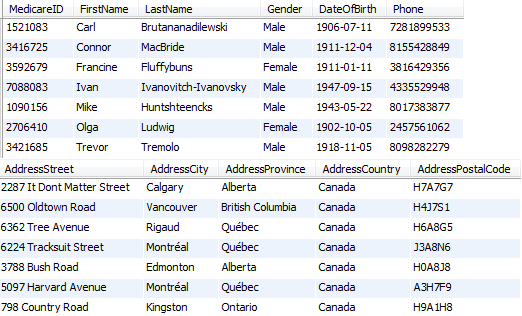 MedicareID FirstName LastName Gender DateOfBirth Phone
1521083 Carl Brutananadilewski Male 1906-07-11 7281899533
3416725 Connor MacBride Male 1911-12-04 8155428849
3592679 Francine Fluffybuns Female 1911-01-11 3816429356
7088083 Ivan Ivanovitch-Ivanovsky Male 1947-09-15 4335529948
1090156 Mike Huntshteencks Male 1943-05-22 8017383877
2706410 Olga Ludwig Female 1902-10-05 2457561062
3421685 Trevor Tremolo Male 1918-11-05 8098282279
AddressStreet AddressCity AddressProvince AddressCountry AddressPostalCode
2287 It Dont Matter Street Calgary Alberta Canada H7A7G7
6500 Oldtown Road Vancouver British Columbia Canada H4J7S1
6362 Tree Avenue Rigaud Québec Canada H6A8G5
6224 Tracksuit Street Montréal Québec Canada J3A8N6
3788 Bush Road Edmonton Alberta Canada H0A8J8
5097 Harvard Avenue Montréal Québec Canada A3H7F9
798 Country Road Kingston Ontario Canada H9A1H8